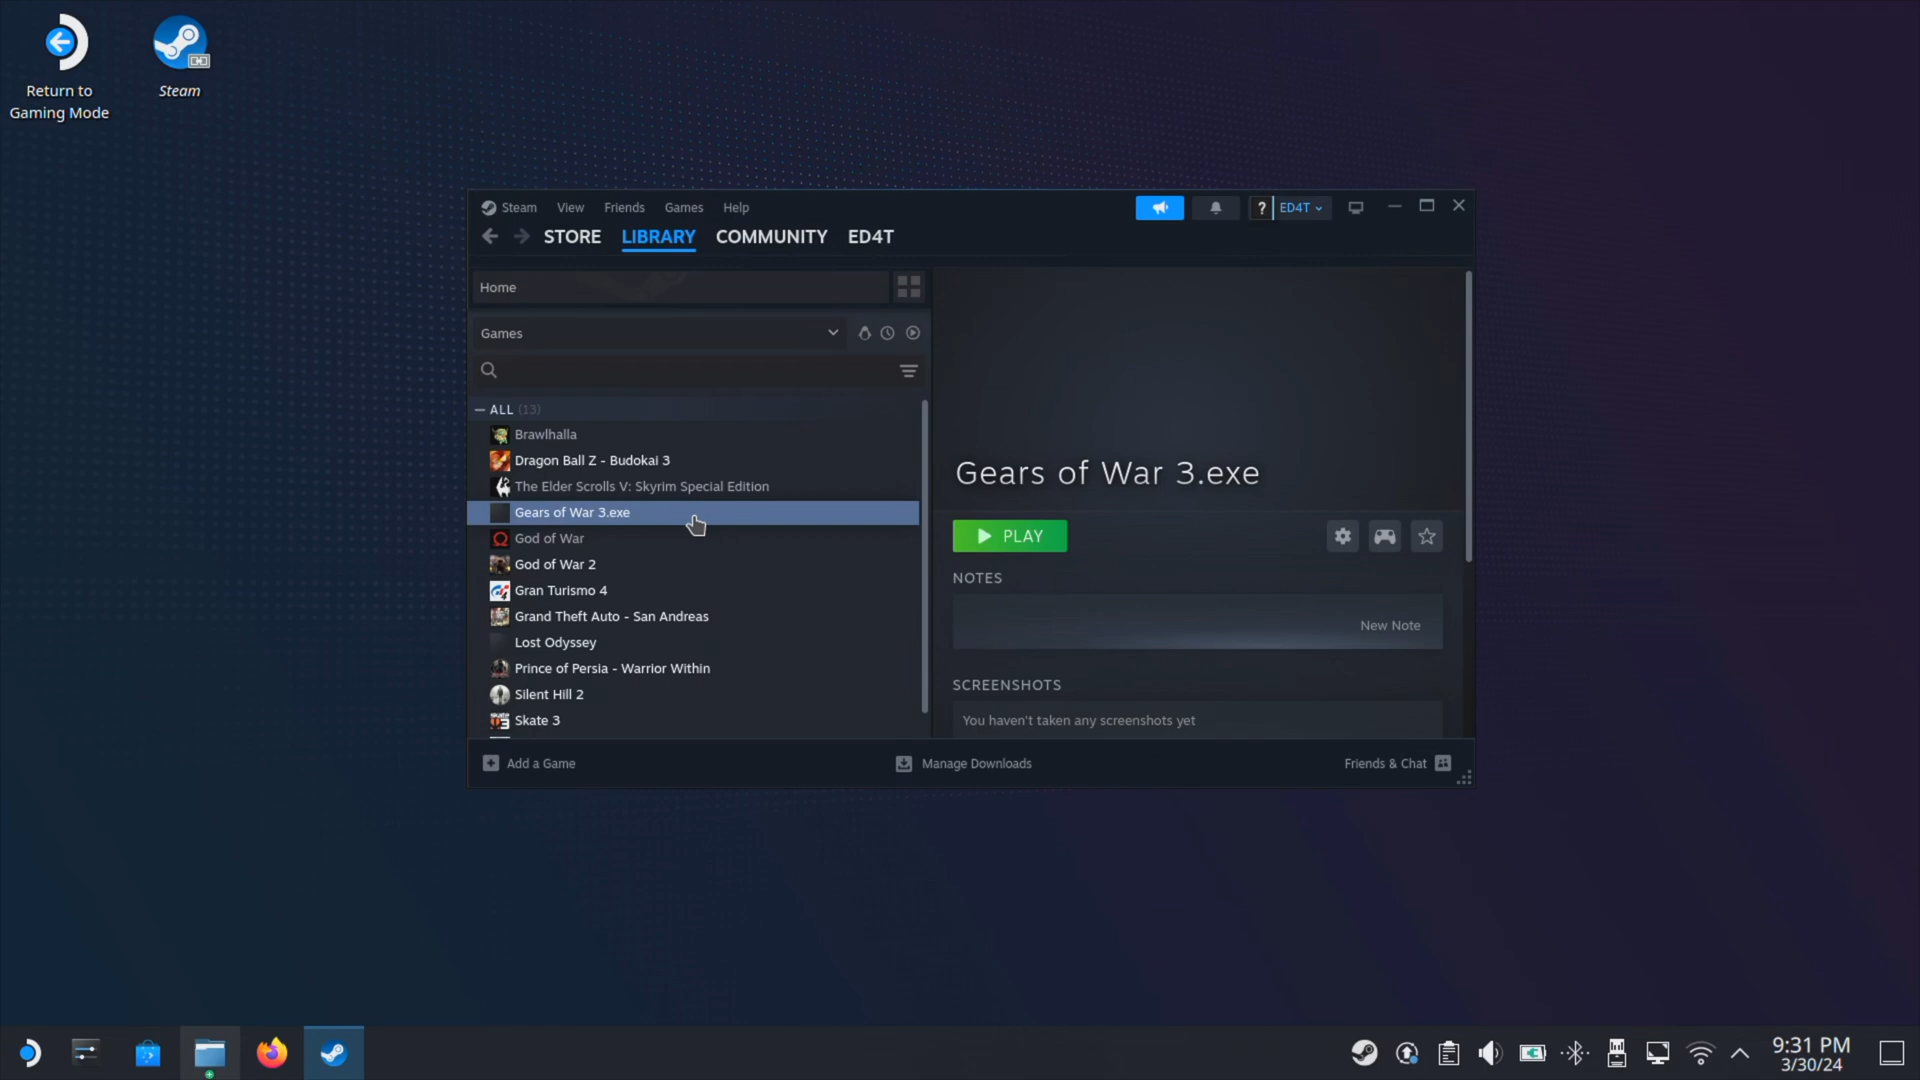 Return to
Gaming Mode
Steam
Steam View Friends Games Help
? ED4T
STORE LIBRARY COMMUNITY ED4T
Home
Games
ALL (13)
Brawlhalla
Dragon Ball Z - Budokai 3
The Elder Scrolls V: Skyrim Special Edition
Gears of War 3.exe
God of War
God of War 2
Gran Turismo 4
Grand Theft Auto - San Andreas
Lost Odyssey
Prince of Persia - Warrior Within
Silent Hill 2
Skate 3
Gears of War 3.exe
PLAY
NOTES
New Note
SCREENSHOTS
You haven't taken any screenshots yet
Add a Game
Manage Downloads
Friends & Chat
9:31 PM
3/30/24